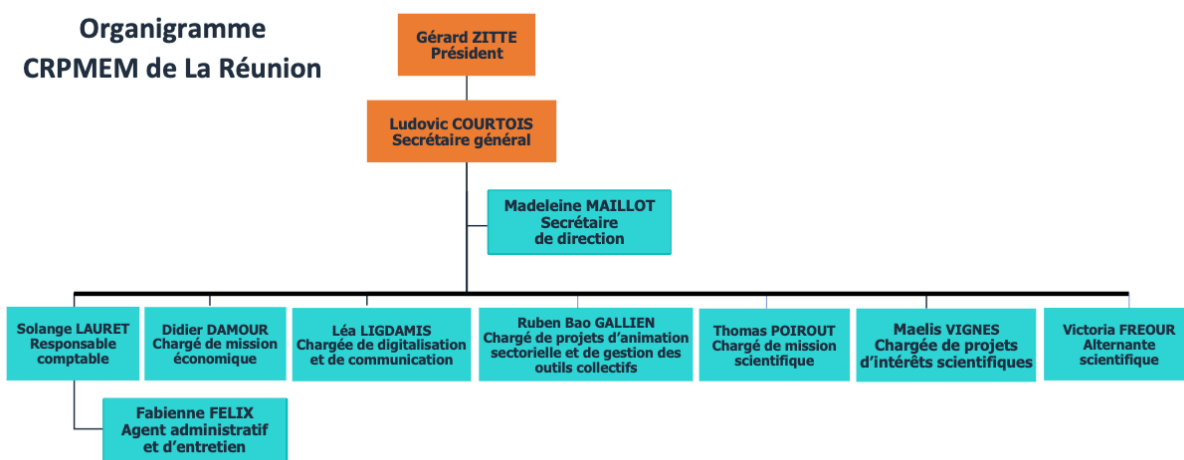 Organigramme
CRPMEM de La Réunion
Gérard ZITTE
Président
Ludovic COURTOIS
Secrétaire général
Madeleine MAILLOT
Secrétaire
de direction
Solange LAURET
Responsable
comptable
Didier DAMOUR
Chargé de mission
économique
Léa LIGDAMIS
Chargée de digitalisation
et de communication
Ruben Bao GALLIEN
Chargé de projets d'animation
sectorielle et de gestion des
outils collectifs
Thomas POIROUT
Chargé de mission
scientifique
Maelis VIGNES
Chargée de projets
d'intérêts scientifiques
Victoria FREOUR
Alternante
scientifique
Fabienne FELIX
Agent administratif
et d'entretien